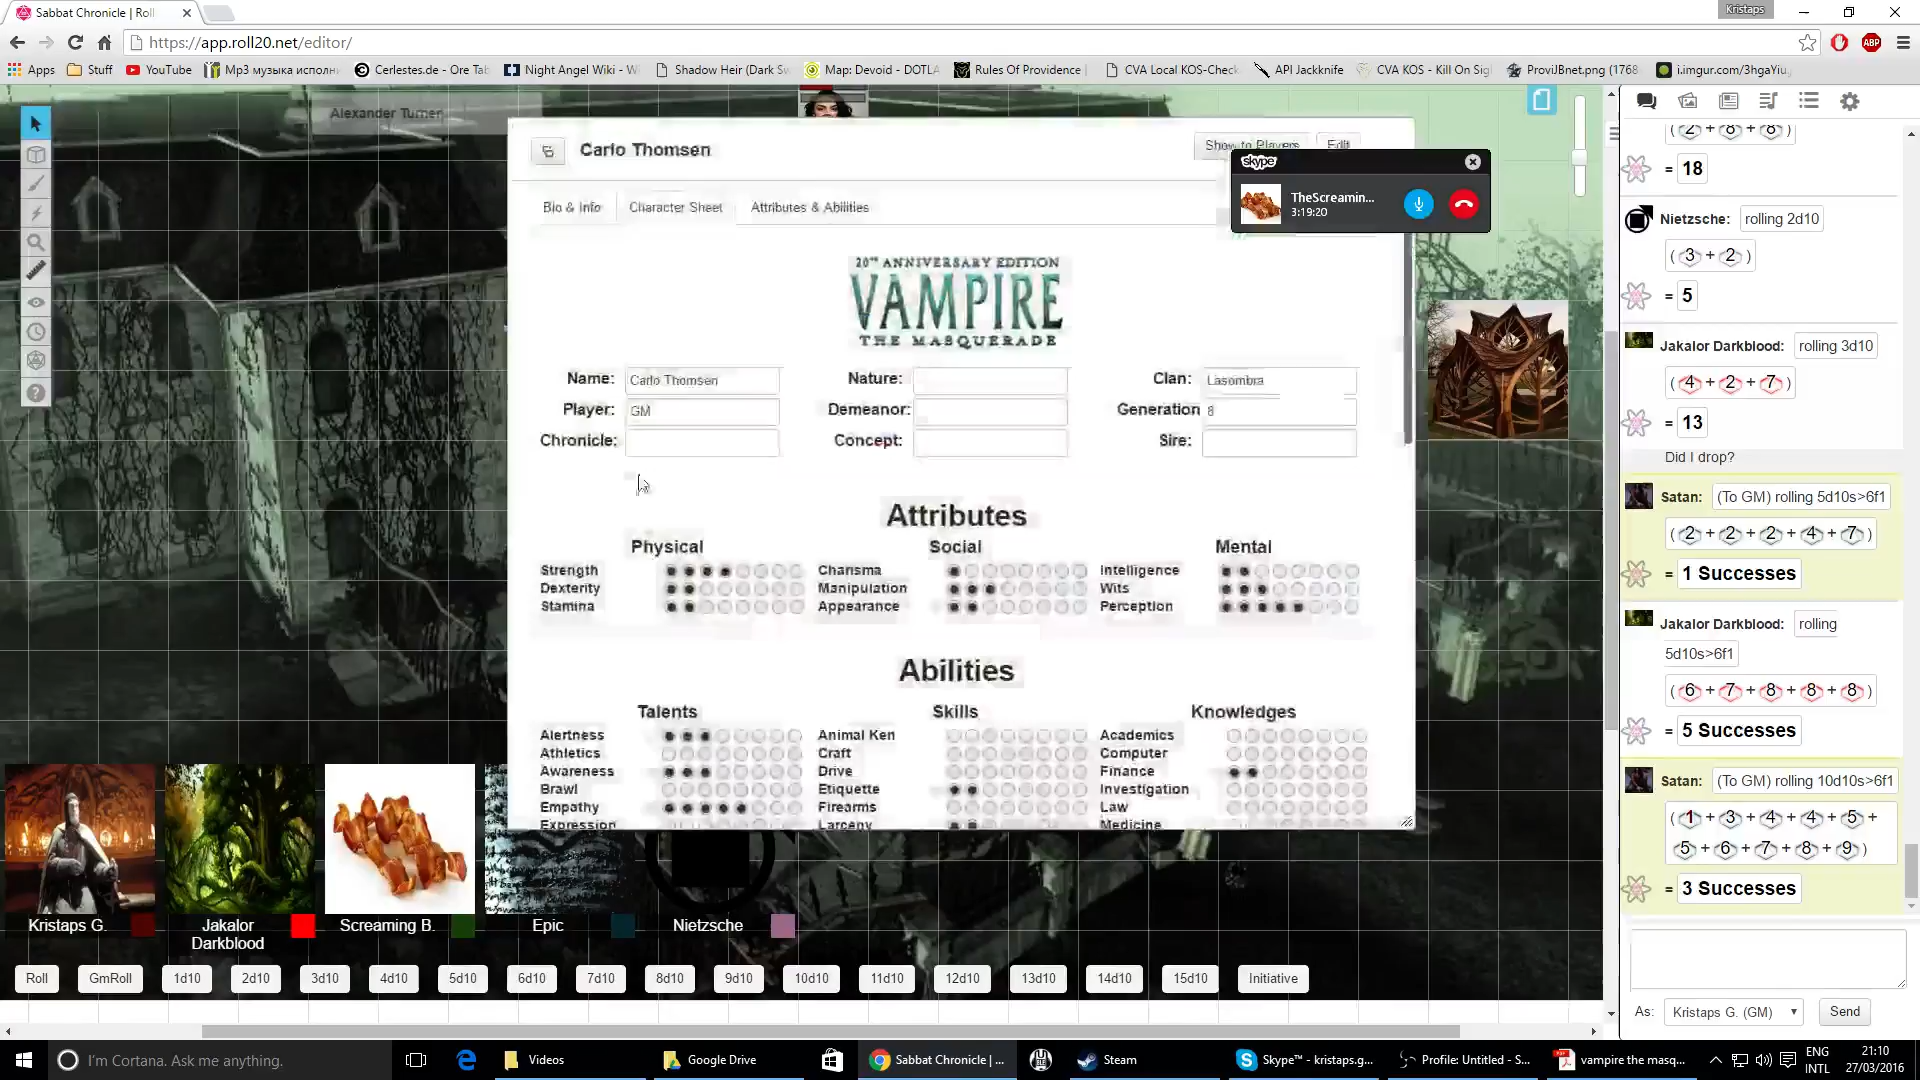 Sabbat Chronicle | Roll
Kristaps
https://app.roll20.net/editor/
Apps
Stuff
YouTube
Mp3 музыка исполни
Cerlestes.de - Ore Tab
Night Angel Wiki - Wi
Shadow Heir (Dark Sw
Map: Devoid - DOTLA
Rules Of Providence |
CVA Local KOS-Check
API Jackknife
CVA KOS - Kill On Sig
ProviJBnet.png (1768
i.imgur.com/3hgaYiu
Alexander Turner
Carlo Thomsen
Show to Players
Edit
skype
TheScreamin...
3:19:20
Bio & Info
Character Sheet
Attributes & Abilities
20TH ANNIVERSARY EDITION
VAMPIRE
THE MASQUERADE
Name: Carlo Thomsen
Nature:
Clan: Lasombra
Player: GM
Demeanor:
Generation 8
Chronicle:
Concept:
Sire:
Attributes
Physical
Social
Mental
Strength
Charisma
Intelligence
Dexterity
Manipulation
Wits
Stamina
Appearance
Perception
Abilities
Talents
Skills
Knowledges
Alertness
Animal Ken
Academics
Athletics
Craft
Computer
Awareness
Drive
Finance
Brawl
Etiquette
Investigation
Empathy
Firearms
Law
Expression
Larceny
Medicine
Kristaps G.
Jakalor
Darkblood
Screaming B.
Epic
Nietzsche
Roll
GmRoll
1d10
2d10
3d10
4d10
5d10
6d10
7d10
8d10
9d10
10d10
11d10
12d10
13d10
14d10
15d10
Initiative
(2+8+8)
= 18
Nietzsche: rolling 2d10
(3+2)
= 5
Jakalor Darkblood: rolling 3d10
(4+2+7)
= 13
Did I drop?
Satan: (To GM) rolling 5d10s>6f1
(2+2+2+4+7)
= 1 Successes
Jakalor Darkblood: rolling
5d10s>6f1
(6+7+8+8+8)
= 5 Successes
Satan: (To GM) rolling 10d10s>6f1
(1+3+4+4+5+
5+6+7+8+9)
= 3 Successes
As: Kristaps G. (GM)
Send
I'm Cortana. Ask me anything.
Videos
Google Drive
Sabbat Chronicle | ...
Steam
Skype™ - kristaps.g...
Profile: Untitled - S...
vampire the masq...
ENG
INTL
21:10
27/03/2016